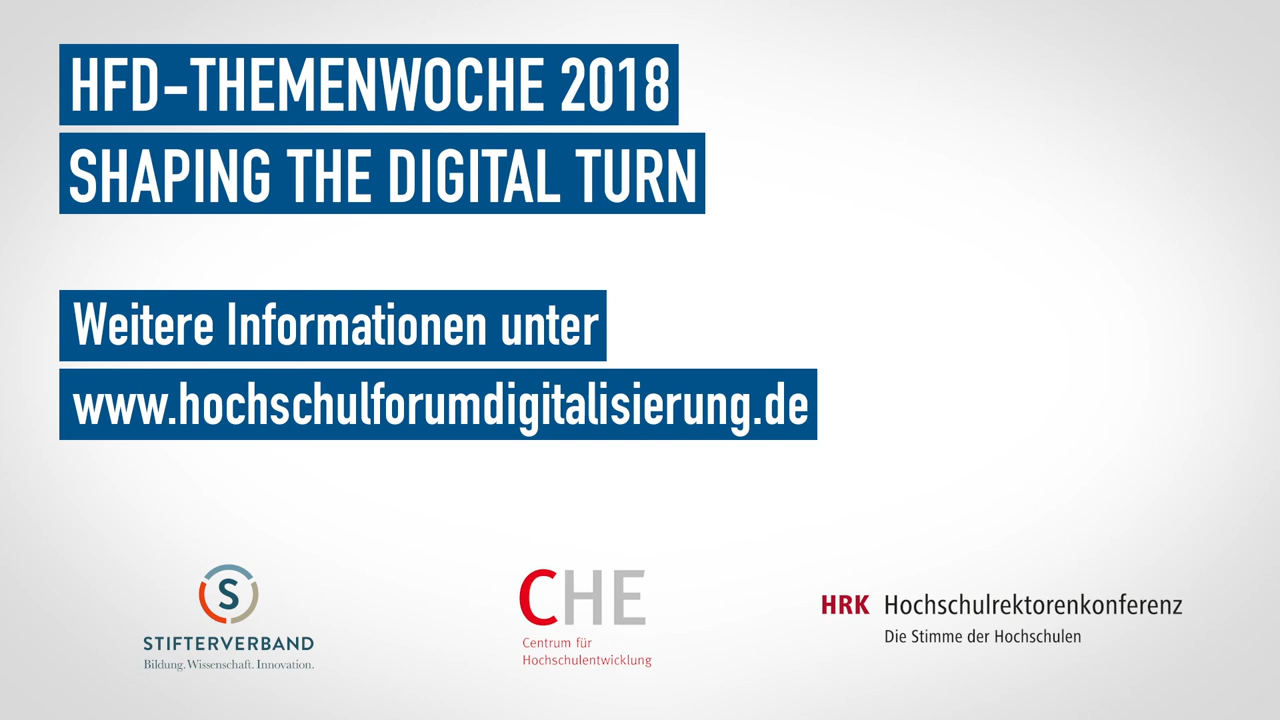 HFD-THEMENWOCHE 2018
SHAPING THE DIGITAL TURN
Weitere Informationen unter
www.hochschulforumdigitalisierung.de
S
STIFTERVERBAND
Bildung. Wissenschaft. Innovation.
CHE
Centrum für
Hochschulentwicklung
HRK Hochschulrektorenkonferenz
Die Stimme der Hochschulen